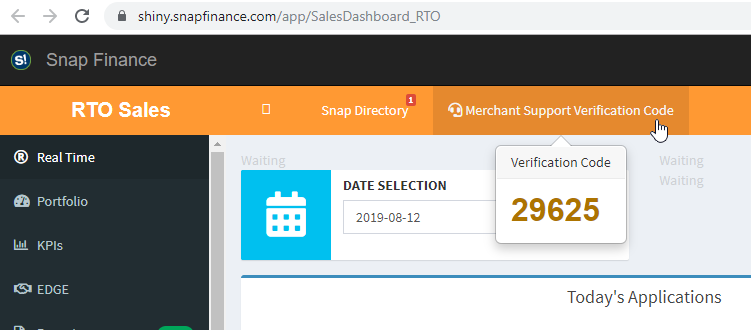 shiny.snapfinance.com/app/SalesDashboard_RTO
S! Snap Finance
RTO Sales
Snap Directory 1
Merchant Support Verification Code
® Real Time
Portfolio
KPIs
EDGE
Waiting
DATE SELECTION
2019-08-12
Verification Code
29625
Waiting
Waiting
Today's Applications